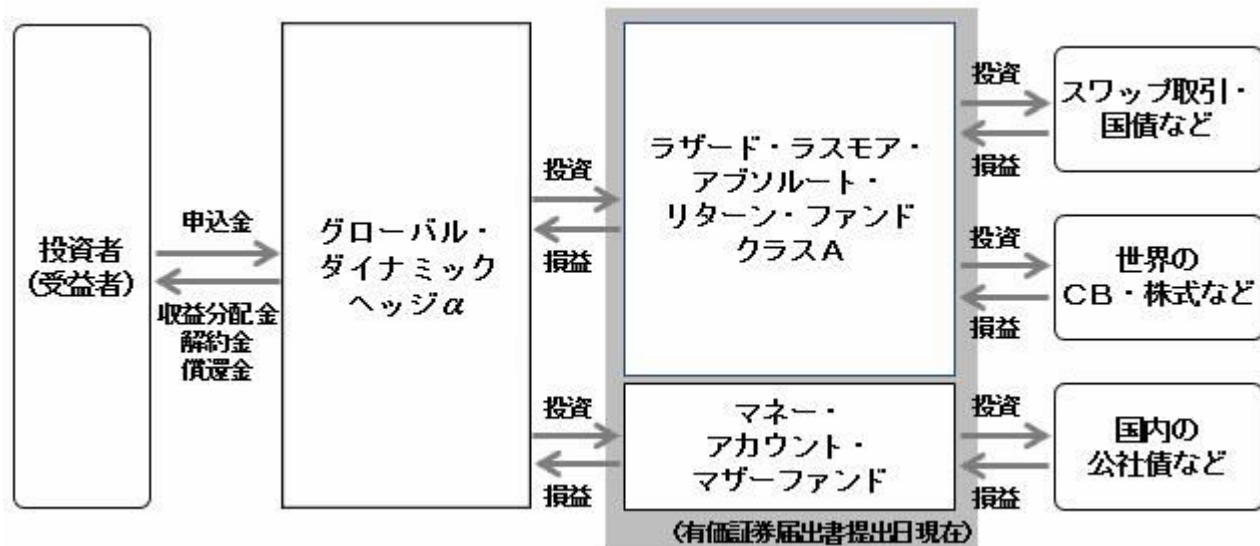 投資者
(受益者)
申込金
収益分配金
解約金
償還金
グローバル・
ダイナミック
ヘッジα
投資
損益
投資
損益
ラザード・ラスモア・
アブソルート・
リターン・ファンド
クラスA
マネー・
アカウント・
マザーファンド
(有価証券届出書提出日現在)
投資
損益
投資
損益
投資
損益
スワップ取引・
国債など
世界の
CB・株式など
国内の
公社債など